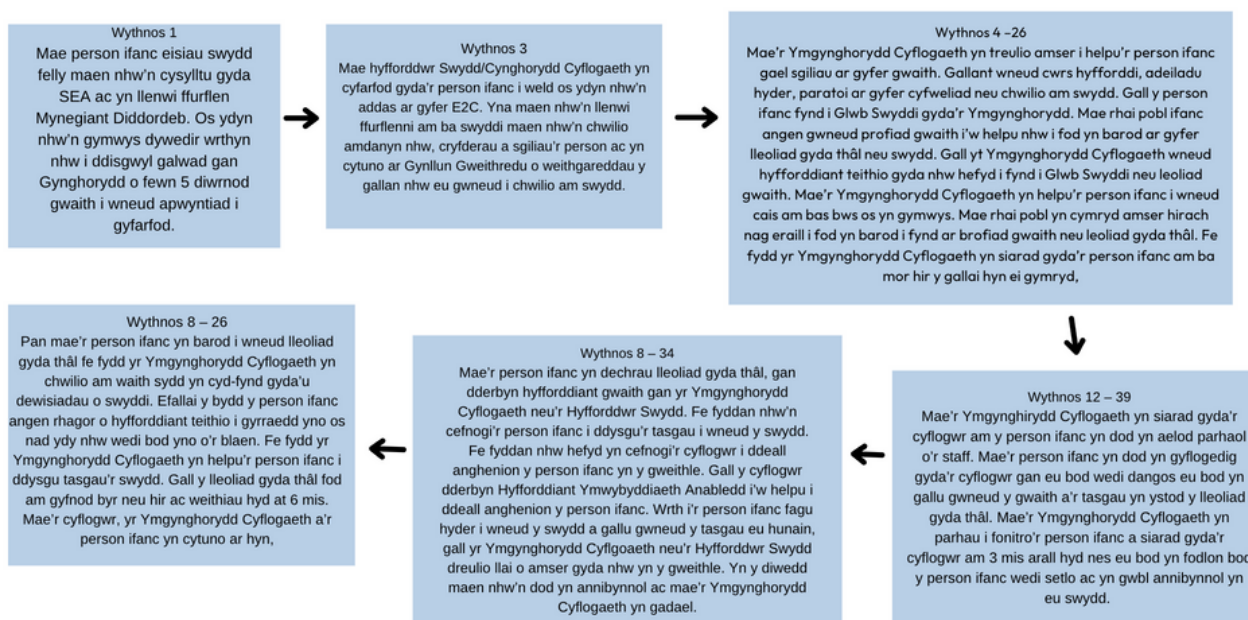 Wythnos 1
Mae person ifanc eisiau swydd
felly maen nhw'n cysylltu gyda
SEA ac yn llenwi ffurflen
Mynegiant Diddordeb. Os ydyn
nhw'n gymwys dywedir wrthyn
nhw i ddisgwyl galwad gan
Gynghorydd o fewn 5 diwrnod
gwaith i wneud apwyntiad i
gyfarfod.
Wythnos 3
Mae hyfforddwr Swydd/Cynghorydd Cyflogaeth yn
cyfarfod gyda'r person ifanc i weld os ydyn nhw'n
addas ar gyfer E2C. Yna maen nhw'n llenwi
ffurflenni am ba swyddi maen nhw'n chwilio
amdanyn nhw, cryfderau a sgiliau'r person ac yn
cytuno ar Gynllun Gweithredu o weithgareddau y
gallan nhw eu gwneud i chwilio am swydd.
Wythnos 4 –26
Mae'r Ymgynghorydd Cyflogaeth yn treulio amser i helpu'r person ifanc
gael sgiliau ar gyfer gwaith. Gallant wneud cwrs hyfforddi, adeiladu
hyder, paratoi ar gyfer cyfweliad neu chwilio am swydd. Gall y person
ifanc fynd i Glwb Swyddi gyda'r Ymgynghorydd. Mae rhai pobl ifanc
angen gwneud profiad gwaith i'w helpu nhw i fod yn barod ar gyfer
lleoliad gyda thâl neu swydd. Gall yt Ymgynghorydd Cyflogaeth wneud
hyfforddiant teithio gyda nhw hefyd i fynd i Glwb Swyddi neu leoliad
gwaith. Mae'r Ymgynghorydd Cyflogaeth yn helpu'r person ifanc i wneud
cais am bas bws os yn gymwys. Mae rhai pobl yn cymryd amser hirach
nag eraill i fod yn barod i fynd ar brofiad gwaith neu leoliad gyda thâl. Fe
fydd yr Ymgynghorydd Cyflogaeth yn siarad gyda'r person ifanc am ba
mor hir y gallai hyn ei gymryd,
Wythnos 12 – 39
Mae'r Ymgynghirydd Cyflogaeth yn siarad gyda'r
cyflogwr am y person ifanc yn dod yn aelod parhaol
o'r staff. Mae'r person ifanc yn dod yn gyflogedig
gyda'r cyflogwr gan eu bod wedi dangos eu bod yn
gallu gwneud y gwaith a'r tasgau yn ystod y lleoliad
gyda thâl. Mae'r Ymgynghorydd Cyflogaeth yn
parhau i fonitro'r person ifanc a siarad gyda'r
cyflogwr am 3 mis arall hyd nes eu bod yn fodlon bod
y person ifanc wedi setlo ac yn gwbl annibynnol yn
eu swydd.
Wythnos 8 – 34
Mae'r person ifanc yn dechrau lleoliad gyda thâl, gan
dderbyn hyfforddiant gwaith gan yr Ymgynghorydd
Cyflogaeth neu'r Hyfforddwr Swydd. Fe fyddan nhw'n
cefnogi'r person ifanc i ddysgu'r tasgau i wneud y swydd.
Fe fyddan nhw hefyd yn cefnogi'r cyflogwr i ddeall
anghenion y person ifanc yn y gweithle. Gall y cyflogwr
dderbyn Hyfforddiant Ymwybyddiaeth Anabledd i'w helpu i
ddeall anghenion y person ifanc. Wrth i'r person ifanc fagu
hyder i wneud y swydd a gallu gwneud y tasgau eu hunain,
gall yr Ymgynghorydd Cyflgoaeth neu'r Hyfforddwr Swydd
dreulio llai o amser gyda nhw yn y gweithle. Yn y diwedd
maen nhw'n dod yn annibynnol ac mae'r Ymgynghorydd
Cyflogaeth yn gadael.
Wythnos 8 – 26
Pan mae'r person ifanc yn barod i wneud lleoliad
gyda thâl fe fydd yr Ymgynghorydd Cyflogaeth yn
chwilio am waith sydd yn cyd-fynd gyda'u
dewisiadau o swyddi. Efallai y bydd y person ifanc
angen rhagor o hyfforddiant teithio i gyrraedd yno os
nad ydy nhw wedi bod yno o'r blaen. Fe fydd yr
Ymgynghorydd Cyflogaeth yn helpu'r person ifanc i
ddysgu tasgau'r swydd. Gall y lleoliad gyda thâl fod
am gyfnod byr neu hir ac weithiau hyd at 6 mis.
Mae'r cyflogwr, yr Ymgynghorydd Cyflogaeth a'r
person ifanc yn cytuno ar hyn,